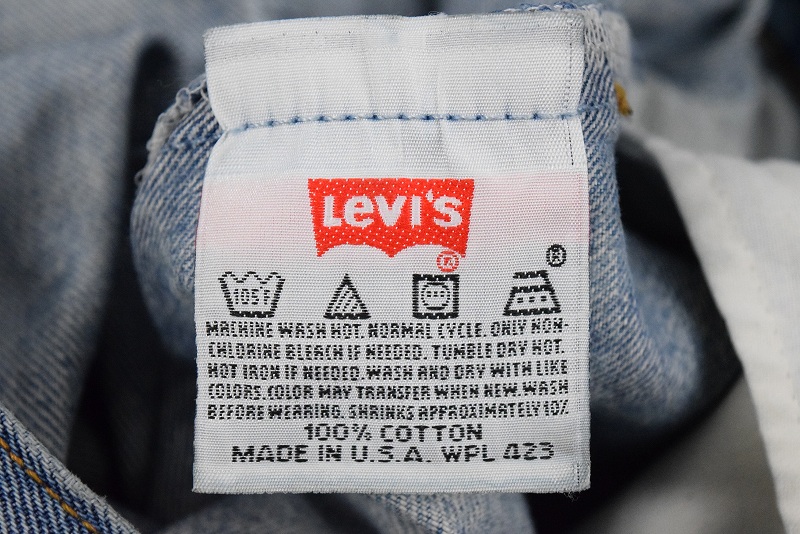 Levi's
®
®
105F
MACHINE WASH HOT. NORMAL CYCLE. ONLY NON-
CHLORINE BLEACH IF NEEDED. TUMBLE DRY HOT.
HOT IRON IF NEEDED. WASH AND DRY WITH LIKE
COLORS. COLOR MAY TRANSFER WHEN NEW. WASH
BEFORE WEARING. SHRINKS APPROXIMATELY 10%
100% COTTON
MADE IN U.S.A. WPL 423